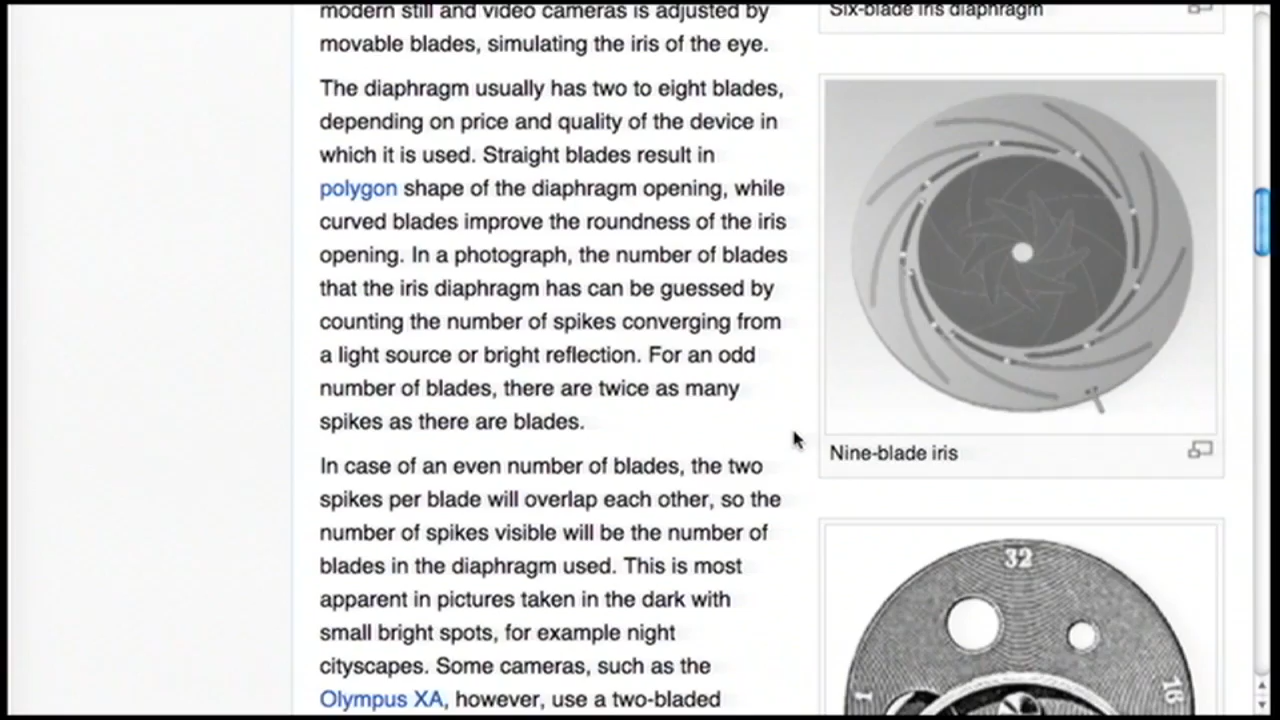 modern still and video cameras is adjusted by
movable blades, simulating the iris of the eye.
The diaphragm usually has two to eight blades,
depending on price and quality of the device in
which it is used. Straight blades result in
polygon shape of the diaphragm opening, while
curved blades improve the roundness of the iris
opening. In a photograph, the number of blades
that the iris diaphragm has can be guessed by
counting the number of spikes converging from
a light source or bright reflection. For an odd
number of blades, there are twice as many
spikes as there are blades.
In case of an even number of blades, the two
spikes per blade will overlap each other, so the
number of spikes visible will be the number of
blades in the diaphragm used. This is most
apparent in pictures taken in the dark with
small bright spots, for example night
cityscapes. Some cameras, such as the
Olympus XA, however, use a two-bladed
Six-blade iris diaphragm
Nine-blade iris
32
1
16